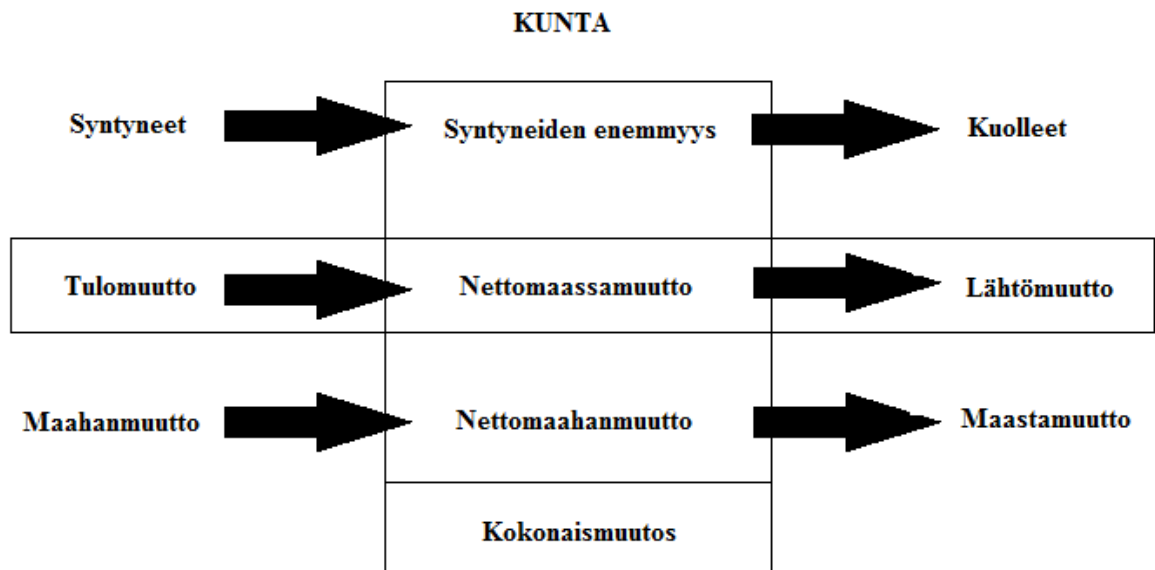 KUNTA
Syntyneet Syntyneiden enemmyys Kuolleet
Tulomuutto Nettomaassamuutto Lähtömuutto
Maahanmuutto Nettomaahanmuutto Maastamuutto
Kokonaismuutos